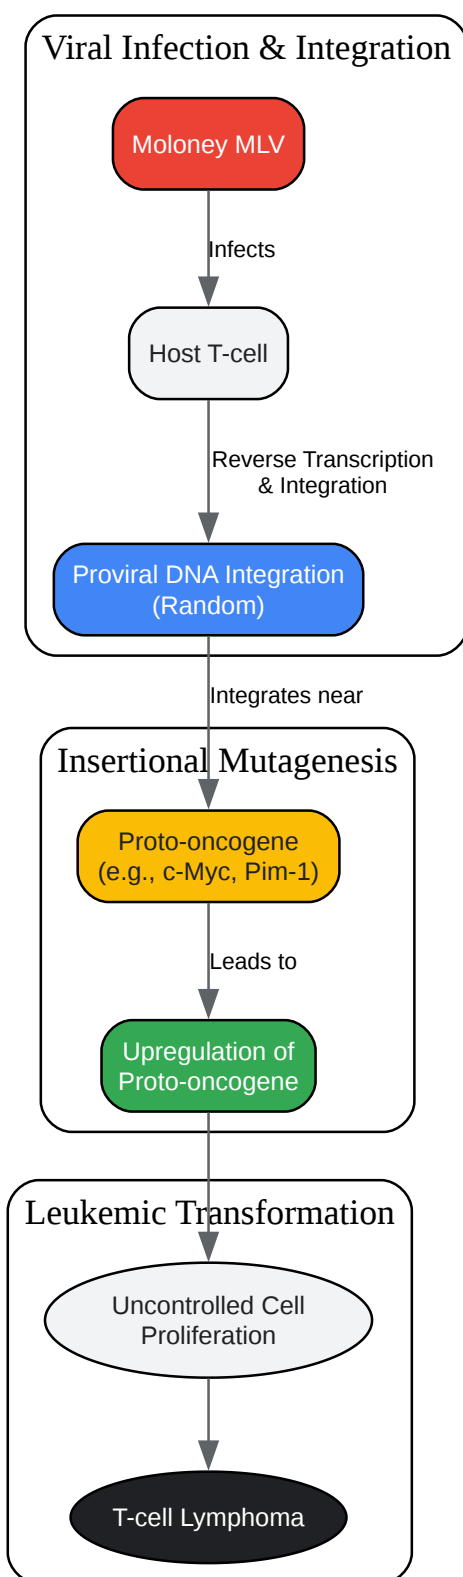 Viral Infection & Integration
Moloney MLV
Infects
Host T-cell
Reverse Transcription
& Integration
Proviral DNA Integration
(Random)
Integrates near
Insertional Mutagenesis
Proto-oncogene
(e.g., c-Myc, Pim-1)
Leads to
Upregulation of
Proto-oncogene
Leukemic Transformation
Uncontrolled Cell
Proliferation
T-cell Lymphoma